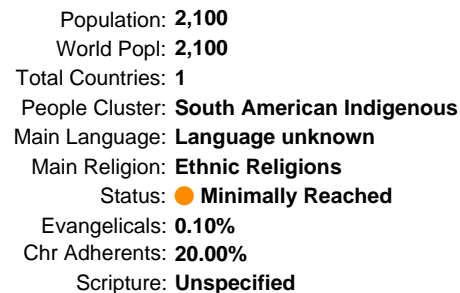 Population: 2,100
World Popl: 2,100
Total Countries: 1
People Cluster: South American Indigenous
Main Language: Language unknown
Main Religion: Ethnic Religions
Status: Minimally Reached
Evangelicals: 0.10%
Chr Adherents: 20.00%
Scripture: Unspecified